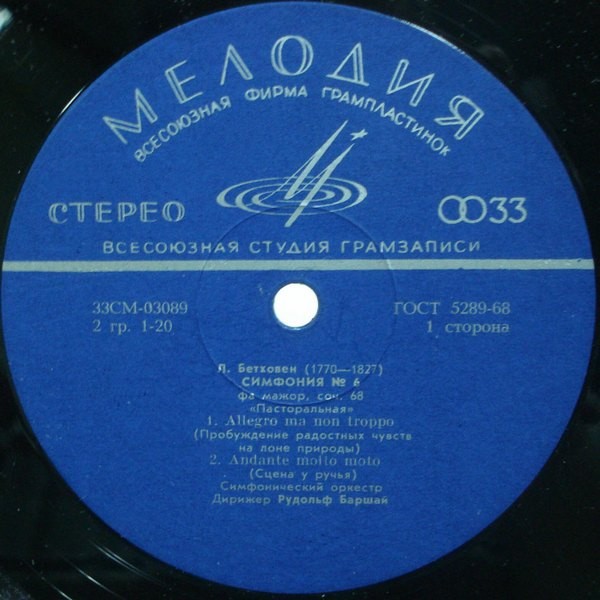 МЕЛОДИЯ
ВСЕСОЮЗНАЯ ФИРМА ГРАМПЛАСТИНОК
СТЕРЕО
33
ВСЕСОЮЗНАЯ СТУДИЯ ГРАМЗАПИСИ
33СМ-03089
ГОСТ 5289-68
2 гр. 1-20
1 сторона
Л. Бетховен (1770—1827)
СИМФОНИЯ № 6
фа мажор, соч. 68
«Пасторальная»
1. Allegro ma non troppo
(Пробуждение радостных чувств
на лоне природы)
2. Andante molto moto
(Сцена у ручья)
Симфонический оркестр
Дирижер Рудольф Баршай